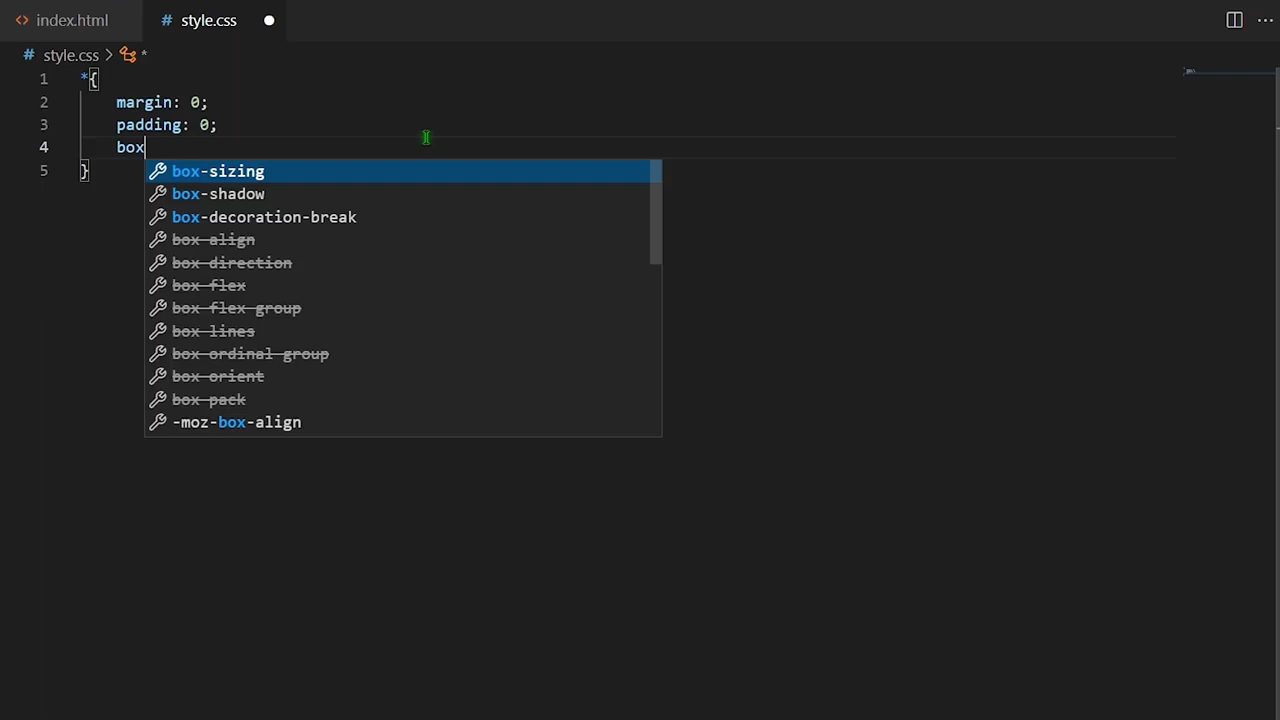 index.html
style.css
style.css > *
1 *{
2 margin: 0;
3 padding: 0;
4 box
5 }
box-sizing
box-shadow
box-decoration-break
box-align
box-direction
box-flex
box-flex-group
box-lines
box-ordinal-group
box-orient
box-pack
-moz-box-align